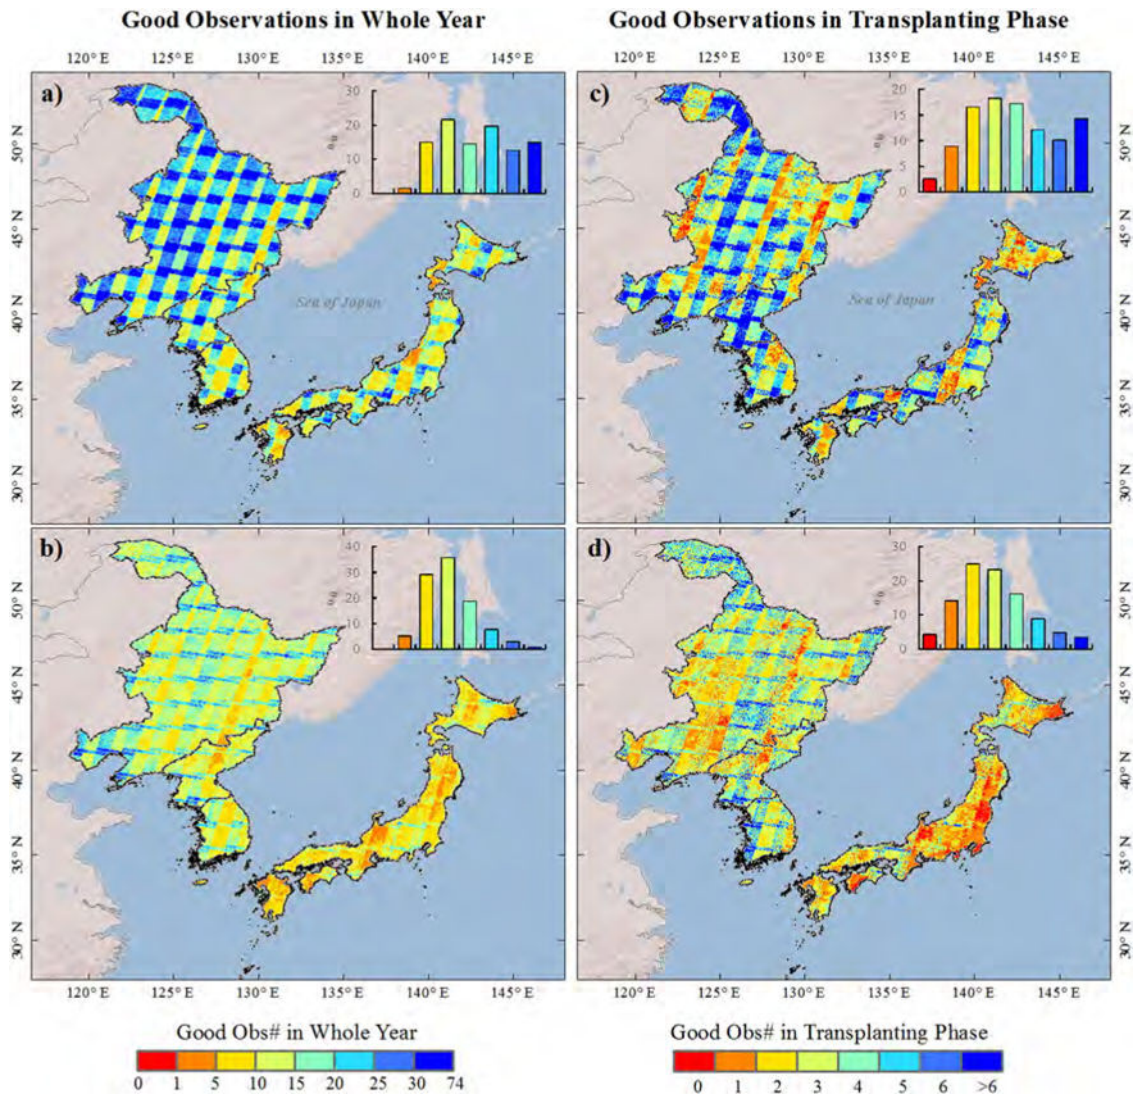 Good Observations in Whole Year
Good Observations in Transplanting Phase
120° E 125° E 130° E 135° E 140° E 145° E
120° E 125° E 130° E 135° E 140° E 145° E
a)
30
20
10
0
%
50° N
45° N
40° N
35° N
30° N
Sea of Japan
c)
20
15
10
5
0
%
50° N
45° N
40° N
35° N
30° N
Sea of Japan
b)
40
30
20
10
0
%
50° N
45° N
40° N
35° N
30° N
d)
30
20
10
0
%
50° N
45° N
40° N
35° N
30° N
120° E 125° E 130° E 135° E 140° E 145° E
120° E 125° E 130° E 135° E 140° E 145° E
Good Obs# in Whole Year
0 1 5 10 15 20 25 30 74
Good Obs# in Transplanting Phase
0 1 2 3 4 5 6 >6